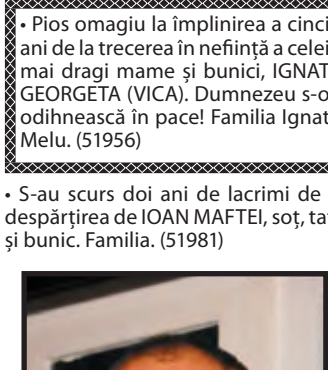 • Pios omagiu la împlinirea a cinci
ani de la trecerea în neființă a celei
mai dragi mame și bunici, IGNAT
GEORGETA (VICA). Dumnezeu s-o
odihnească în pace! Familia Ignat
Melu. (51956)
• S-au scurs doi ani de lacrimi de
despărțirea de IOAN MAFTEI, soț, tat
și bunic. Familia. (51981)